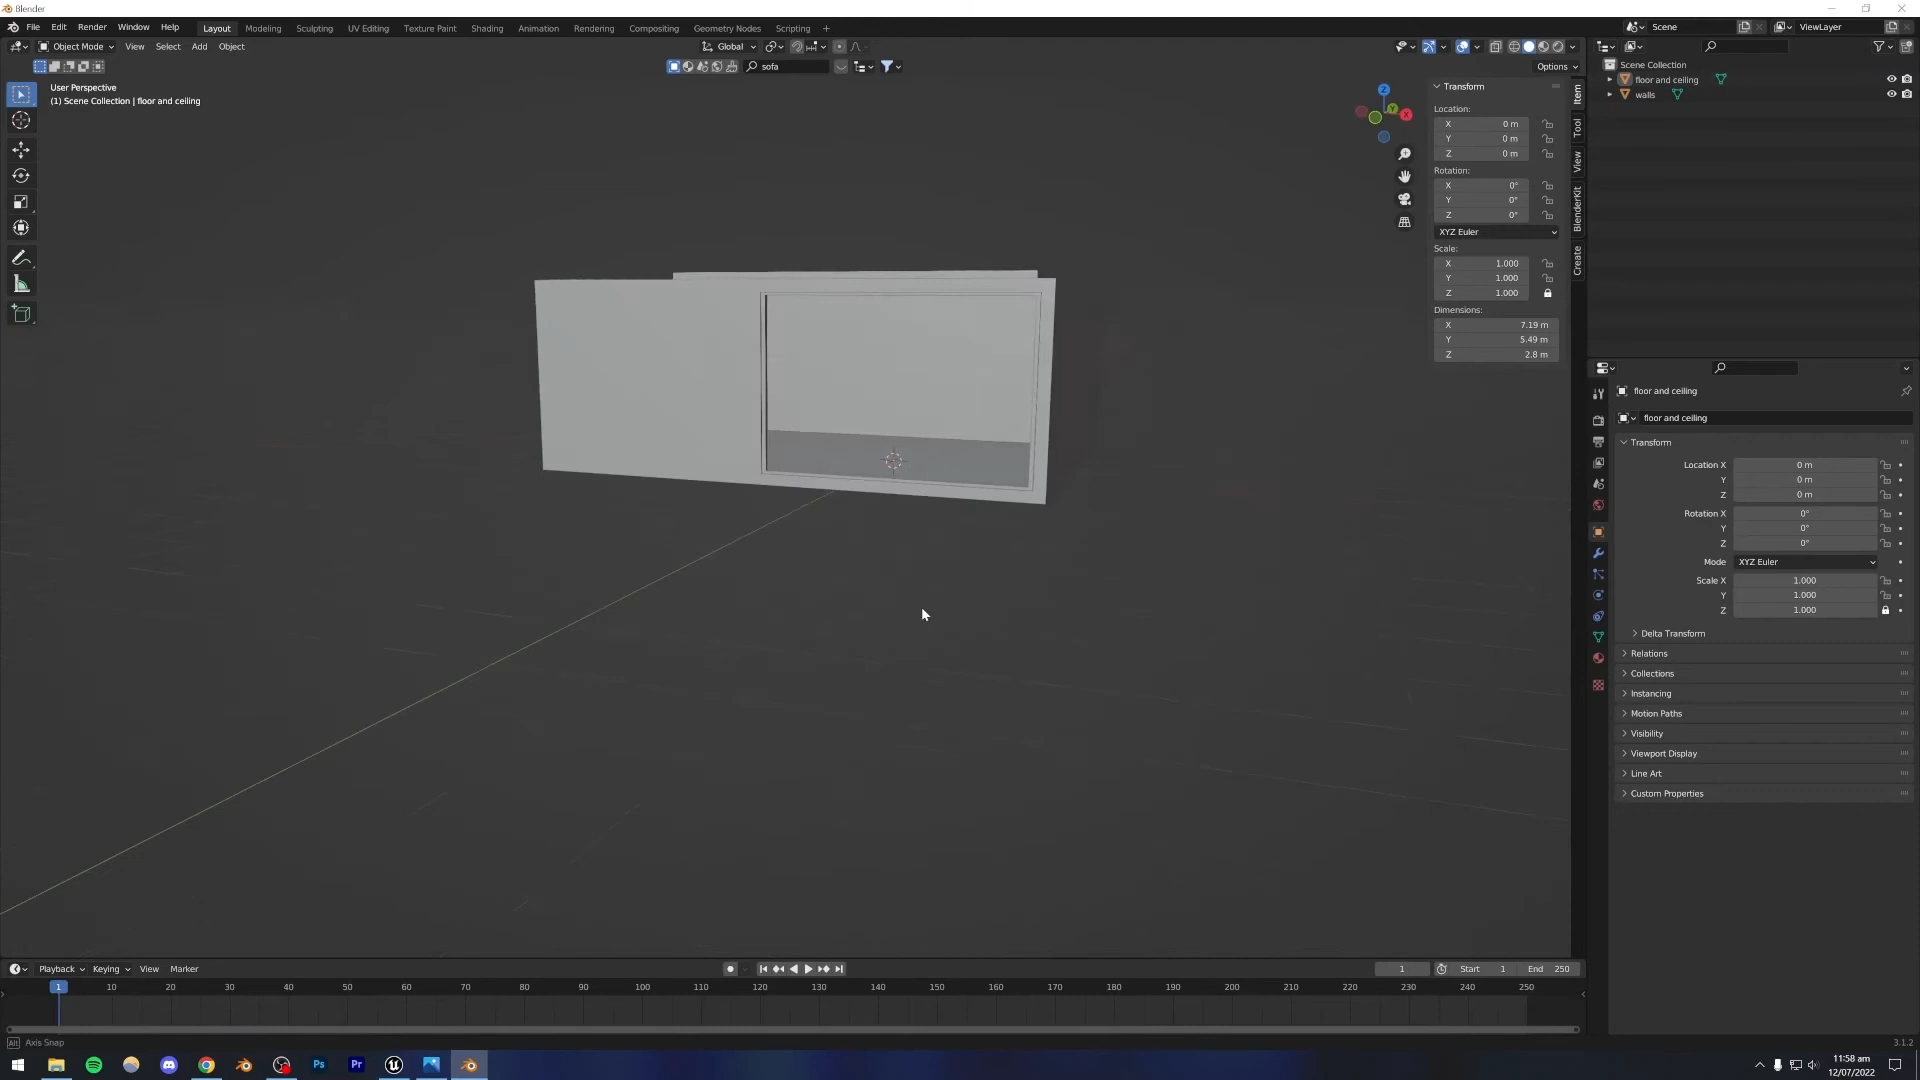 Blender
File Edit Render Window Help Layout Modeling Sculpting UV Editing Texture Paint Shading Animation Rendering Compositing Geometry Nodes Scripting + Scene ViewLayer
Object Mode View Select Add Object Global
sofa Options
User Perspective
(1) Scene Collection | floor and ceiling
Z
Y
X
Transform
Location:
X 0 m
Y 0 m
Z 0 m
Rotation:
X 0°
Y 0°
Z 0°
XYZ Euler
Scale:
X 1.000
Y 1.000
Z 1.000
Dimensions:
X 7.19 m
Y 5.49 m
Z 2.8 m
Item
Tool
View
BlenderKit
Create
Scene Collection
floor and ceiling
walls
floor and ceiling
floor and ceiling
Transform
Location X 0 m
Y 0 m
Z 0 m
Rotation X 0°
Y 0°
Z 0°
Mode XYZ Euler
Scale X 1.000
Y 1.000
Z 1.000
Delta Transform
Relations
Collections
Instancing
Motion Paths
Visibility
Viewport Display
Line Art
Custom Properties
Playback Keying View Marker 1 Start 1 End 250
1 10 20 30 40 50 60 70 80 90 100 110 120 130 140 150 160 170 180 190 200 210 220 230 240 250
Alt Axis Snap 3.1.2
Ps Pr
11:58 am
12/07/2022